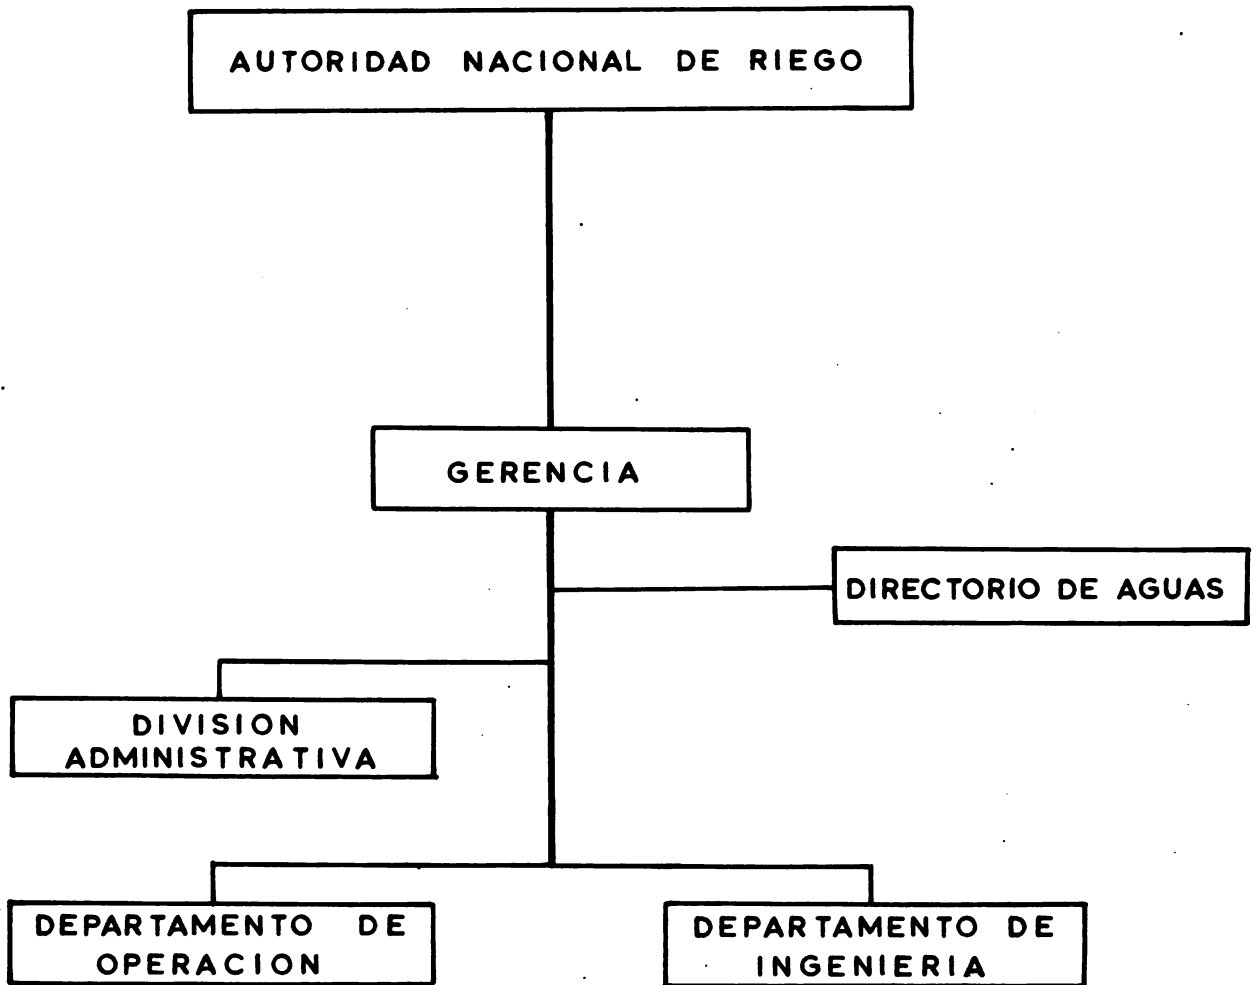 AUTORIDAD NACIONAL DE RIEGO
GERENCIA
DIRECTORIO DE AGUAS
DIVISION
ADMINISTRATIVA
DEPARTAMENTO DE
OPERACION
DEPARTAMENTO DE
INGENIERIA